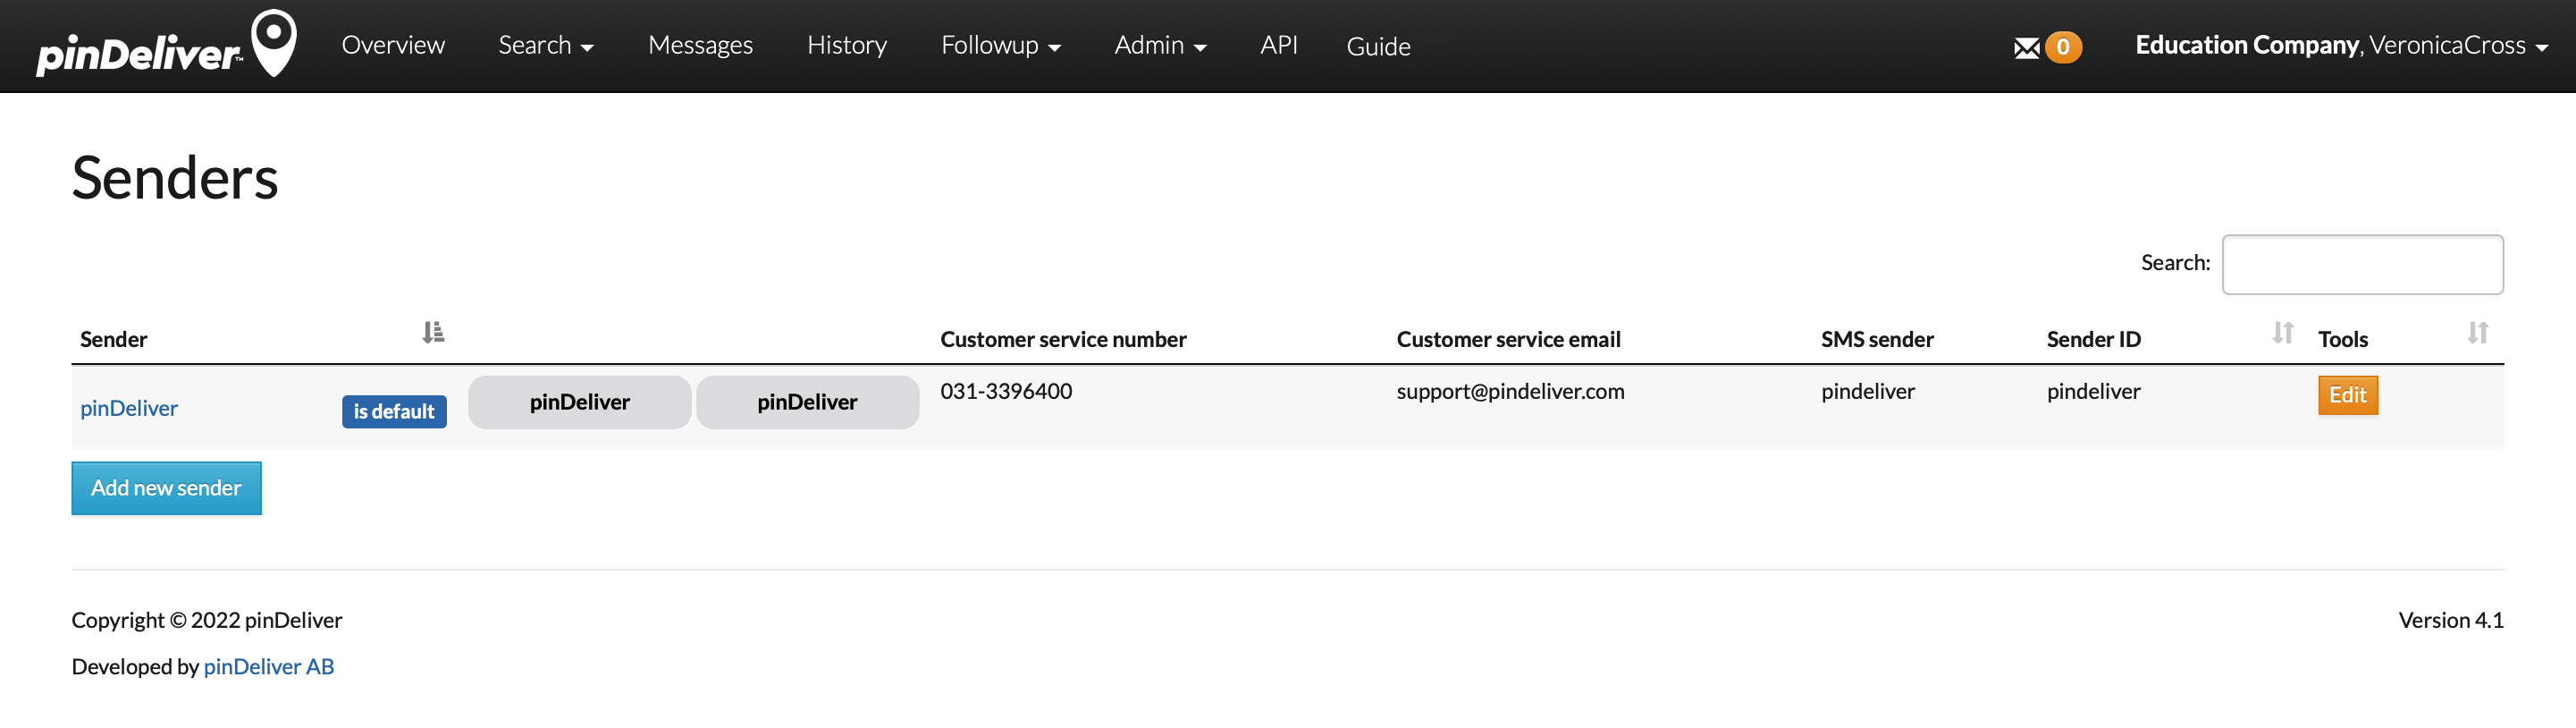 pinDeliver™ Overview Search Messages History Followup Admin API Guide 0 Education Company, VeronicaCross
Senders
Search:
Sender Customer service number Customer service email SMS sender Sender ID Tools
pinDeliver is default pinDeliver pinDeliver 031-3396400 support@pindeliver.com pindeliver pindeliver Edit
Add new sender
Copyright © 2022 pinDeliver Version 4.1
Developed by pinDeliver AB